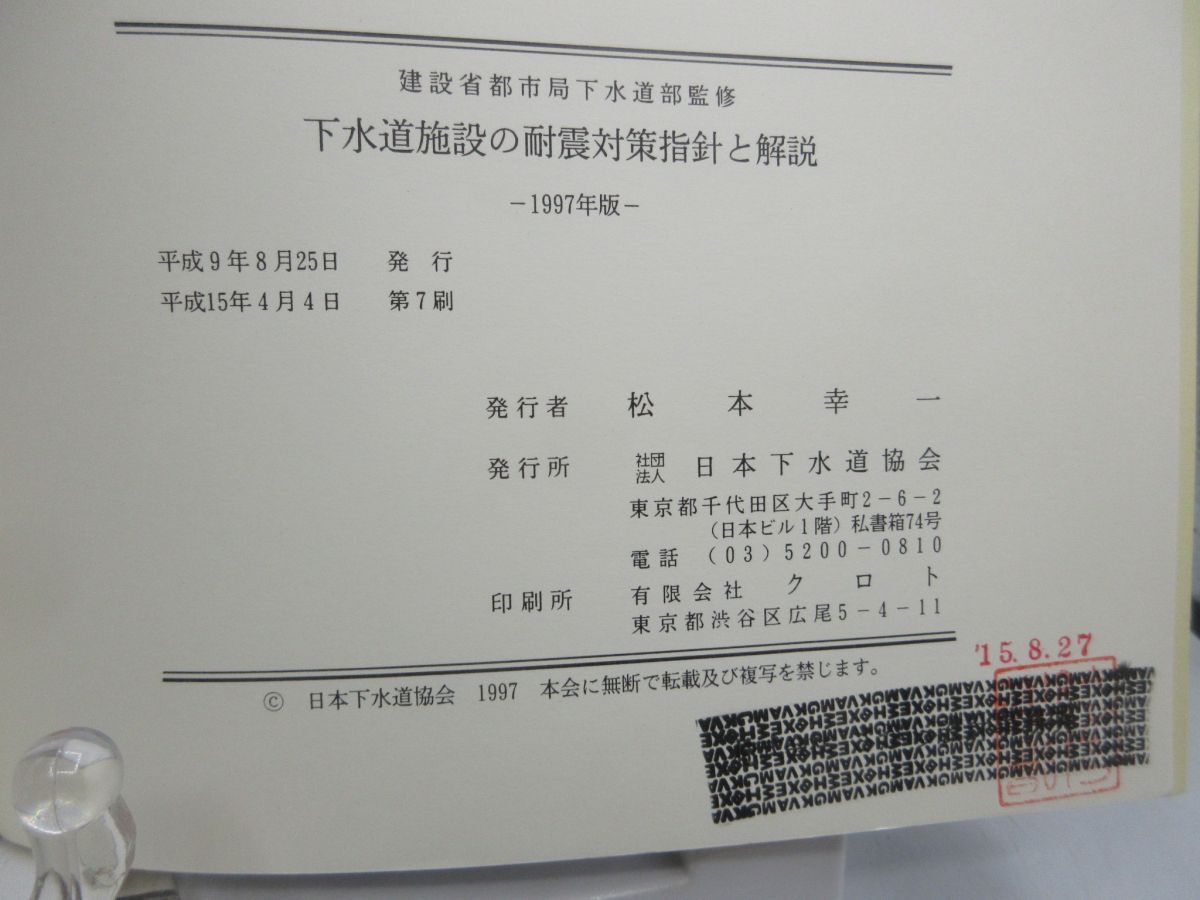 建設省都市局下水道部監修
下水道施設の耐震対策指針と解説
−1997年版−
平成9年8月25日 発行
平成15年4月4日 第7刷
発行者 松本幸一
発行所 社団法人 日本下水道協会
東京都千代田区大手町2−6−2
(日本ビル1階)私書箱74号
電話 (03)5200−0810
印刷所 有限会社 クロト
東京都渋谷区広尾5−4−11
© 日本下水道協会 1997 本会に無断で転載及び複写を禁じます。
'15.8.27